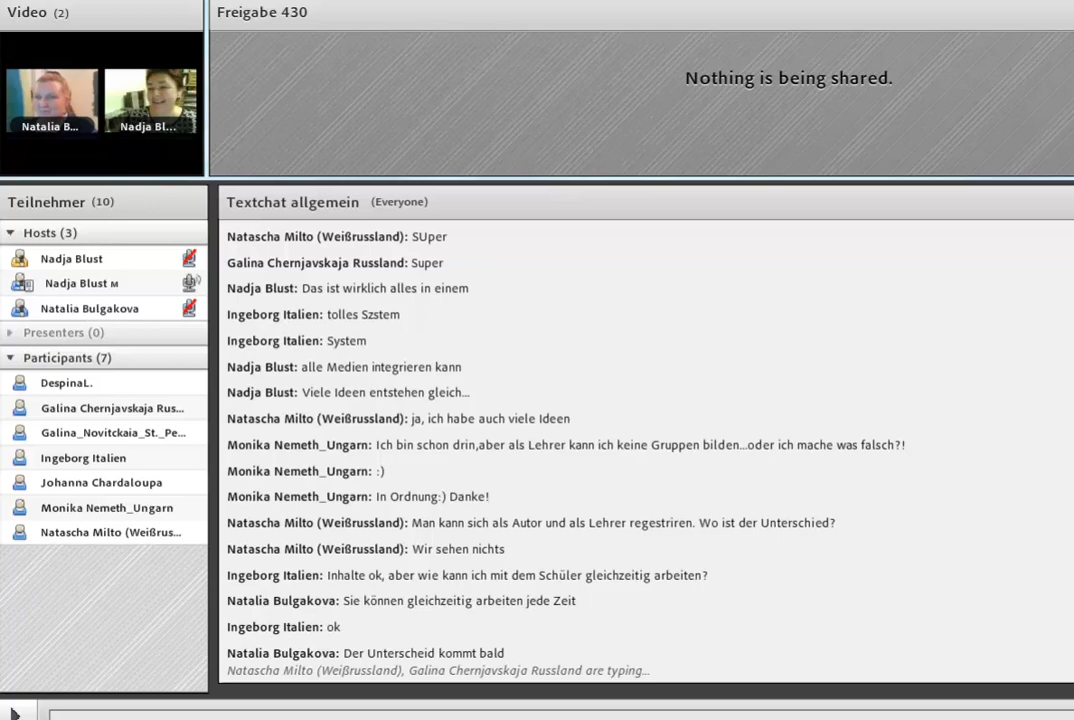 Video (2)
Freigabe 430
Nothing is being shared.
Natalia B...
Nadja Bl...
Teilnehmer (10)
Hosts (3)
Nadja Blust
Nadja Blust м
Natalia Bulgakova
Presenters (0)
Participants (7)
DespinaL.
Galina Chernjavskaja Rus...
Galina_Novitckaia_St._Pe...
Ingeborg Italien
Johanna Chardaloupa
Monika Nemeth_Ungarn
Natascha Milto (Weißrus...
Textchat allgemein (Everyone)
Natascha Milto (Weißrussland): SUper
Galina Chernjavskaja Russland: Super
Nadja Blust: Das ist wirklich alles in einem
Ingeborg Italien: tolles Szstem
Ingeborg Italien: System
Nadja Blust: alle Medien integrieren kann
Nadja Blust: Viele Ideen entstehen gleich...
Natascha Milto (Weißrussland): ja, ich habe auch viele Ideen
Monika Nemeth_Ungarn: Ich bin schon drin,aber als Lehrer kann ich keine Gruppen bilden...oder ich mache was falsch?!
Monika Nemeth_Ungarn: :)
Monika Nemeth_Ungarn: In Ordnung:) Danke!
Natascha Milto (Weißrussland): Man kann sich als Autor und als Lehrer regestriren. Wo ist der Unterschied?
Natascha Milto (Weißrussland): Wir sehen nichts
Ingeborg Italien: Inhalte ok, aber wie kann ich mit dem Schüler gleichzeitig arbeiten?
Natalia Bulgakova: Sie können gleichzeitig arbeiten jede Zeit
Ingeborg Italien: ok
Natalia Bulgakova: Der Unterscheid kommt bald
Natascha Milto (Weißrussland), Galina Chernjavskaja Russland are typing...